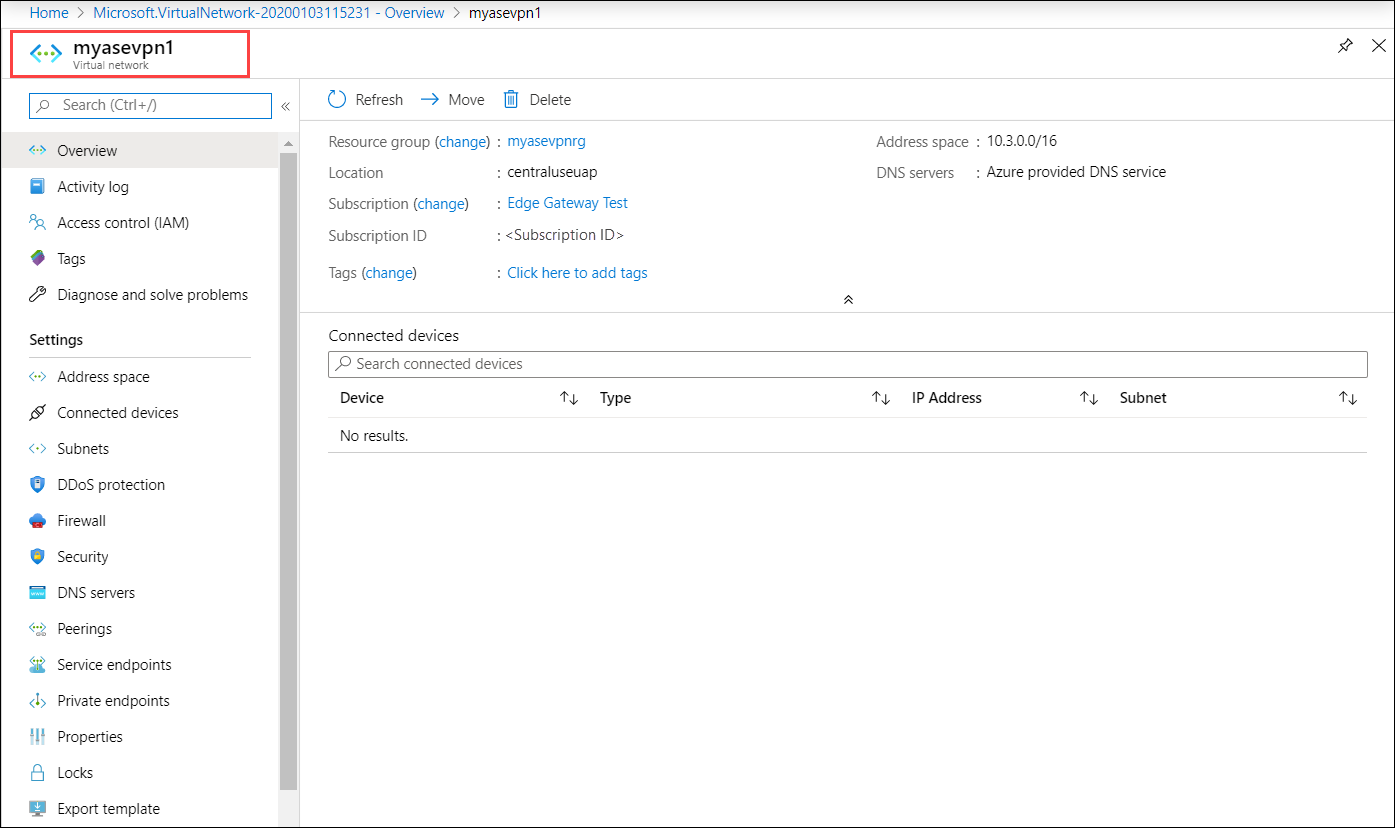 Home > Microsoft.VirtualNetwork-20200103115231 - Overview > myasevpn1
myasevpn1
Virtual network
Search (Ctrl+/)
«
Overview
Activity log
Access control (IAM)
Tags
Diagnose and solve problems
Settings
Address space
Connected devices
Subnets
DDoS protection
Firewall
Security
DNS servers
Peerings
Service endpoints
Private endpoints
Properties
Locks
Export template
Refresh Move Delete
Resource group (change) : myasevpnrg
Location : centraluseuap
Subscription (change) : Edge Gateway Test
Subscription ID : <Subscription ID>
Tags (change) : Click here to add tags
Address space : 10.3.0.0/16
DNS servers : Azure provided DNS service
Connected devices
Search connected devices
Device Type IP Address Subnet
No results.